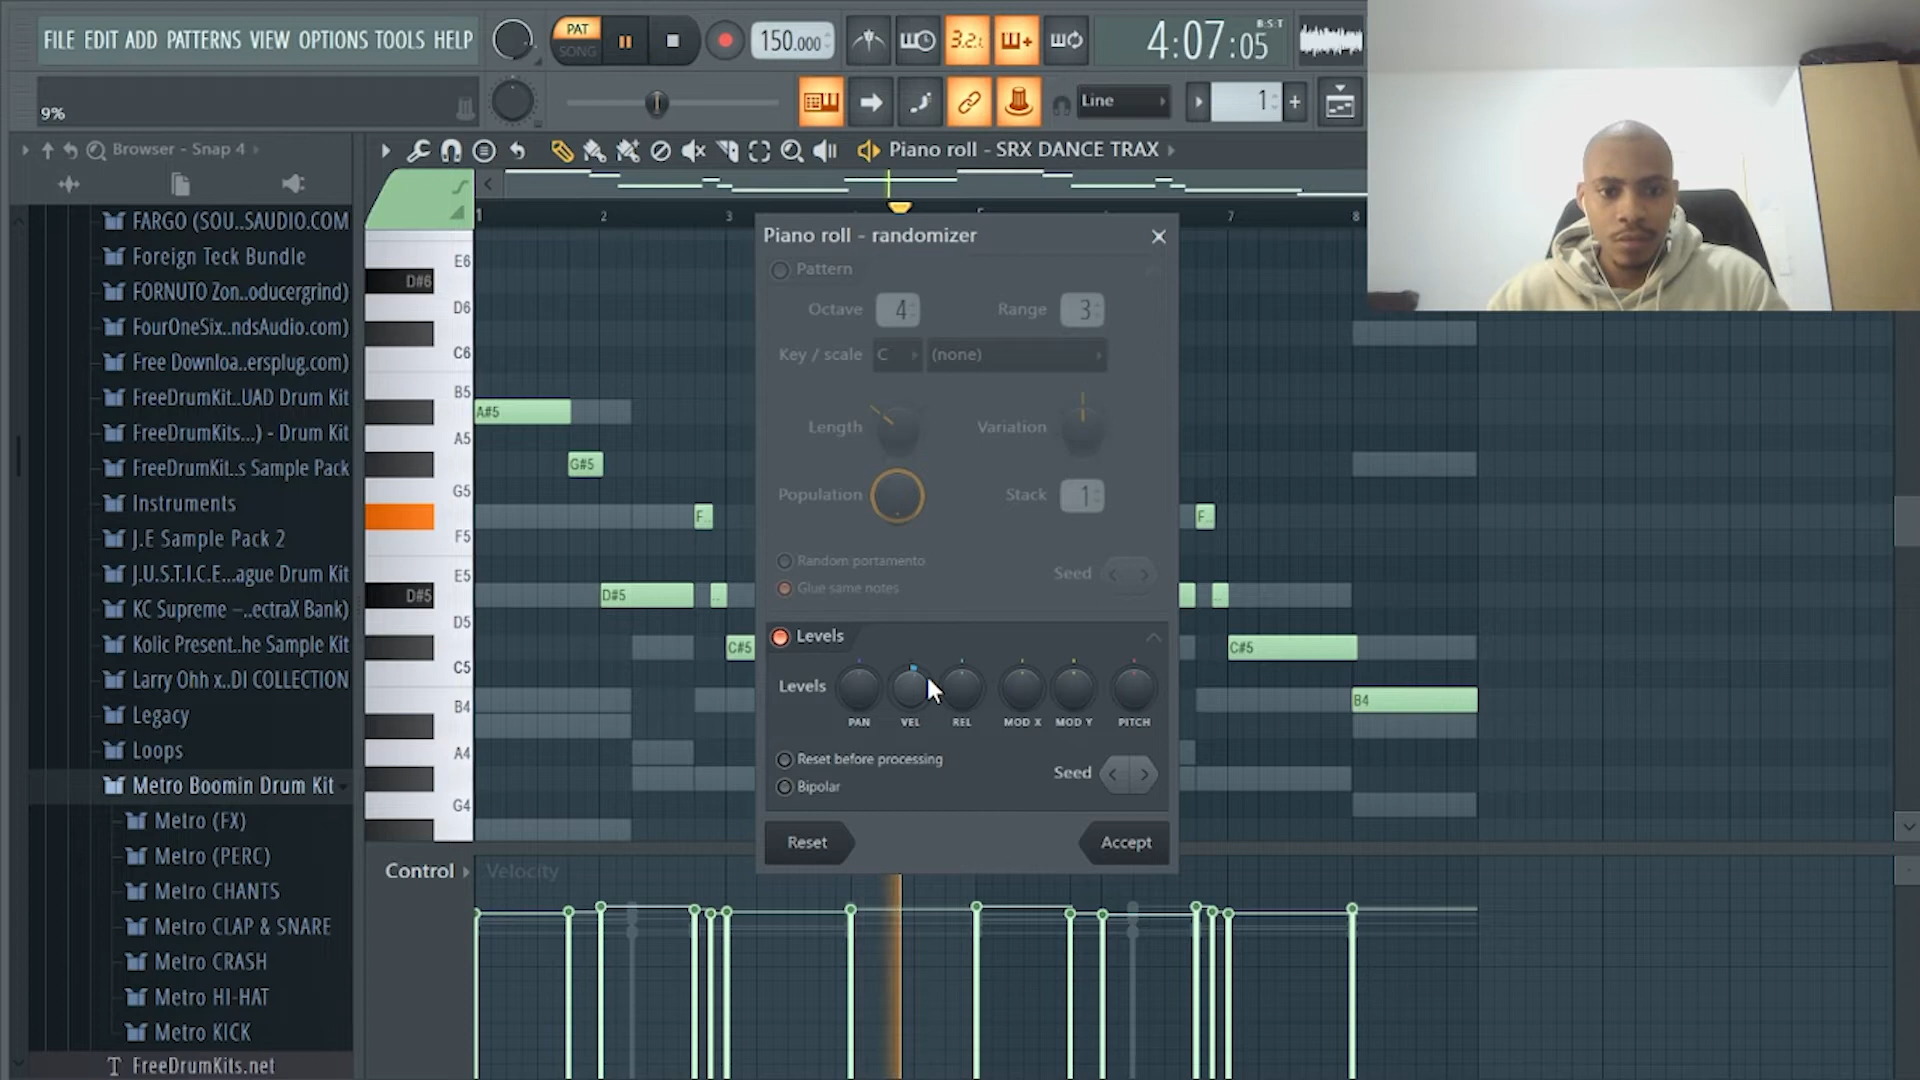 FILE EDIT ADD PATTERNS VIEW OPTIONS TOOLS HELP
PAT
SONG
150.000
3.2:
4:07:05
B:S:T
9%
Line
1
Browser - Snap 4
Piano roll - SRX DANCE TRAX
FARGO (SOU..SAUDIO.COM
Foreign Teck Bundle
FORNUTO Zon..oducergrind)
FourOneSix..ndsAudio.com)
Free Downloa..ersplug.com)
FreeDrumKit..UAD Drum Kit
FreeDrumKits...) - Drum Kit
FreeDrumKit..s Sample Pack
Instruments
J.E Sample Pack 2
J.U.S.T.I.C.E...ague Drum Kit
KC Supreme –..ectraX Bank)
Kolic Present..he Sample Kit
Larry Ohh x..DI COLLECTION
Legacy
Loops
Metro Boomin Drum Kit
Metro (FX)
Metro (PERC)
Metro CHANTS
Metro CLAP & SNARE
Metro CRASH
Metro HI-HAT
Metro KICK
FreeDrumKits.net
1 2 3 7 8
E6
D#6
D6
C6
B5
A#5
A5
G#5
G5
F..
F..
F5
E5
D#5
D#5
D5
C#5
C#5
C5
B4
B4
A4
G4
Piano roll - randomizer
Pattern
Octave 4 Range 3
Key / scale C (none)
Length Variation
Population Stack 1
Random portamento
Glue same notes
Seed
Levels
Levels
PAN VEL REL MOD X MOD Y PITCH
Reset before processing
Bipolar
Seed
Reset Accept
Control Velocity